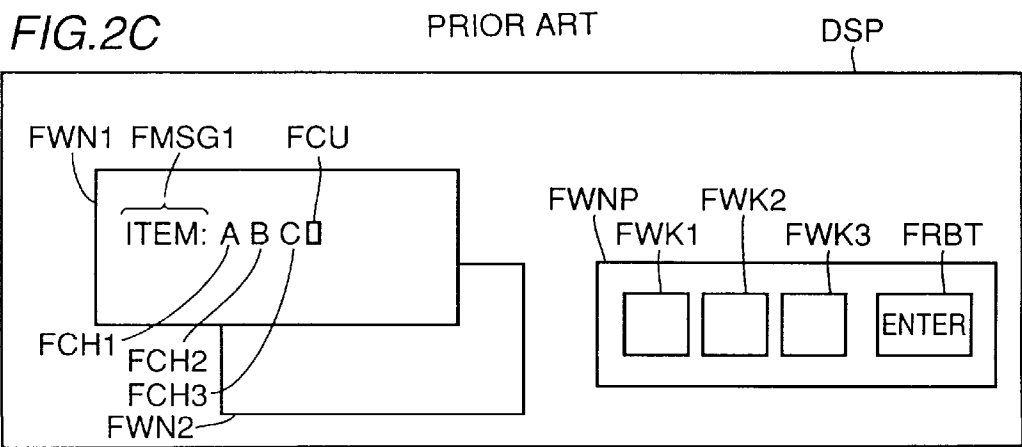 FIG.2C
PRIOR ART
DSP
FWN1 FMSG1 FCU
FWNP FWK2
FWK1 FWK3 FRBT
ITEM: A B C
ENTER
FCH1
FCH2
FCH3
FWN2